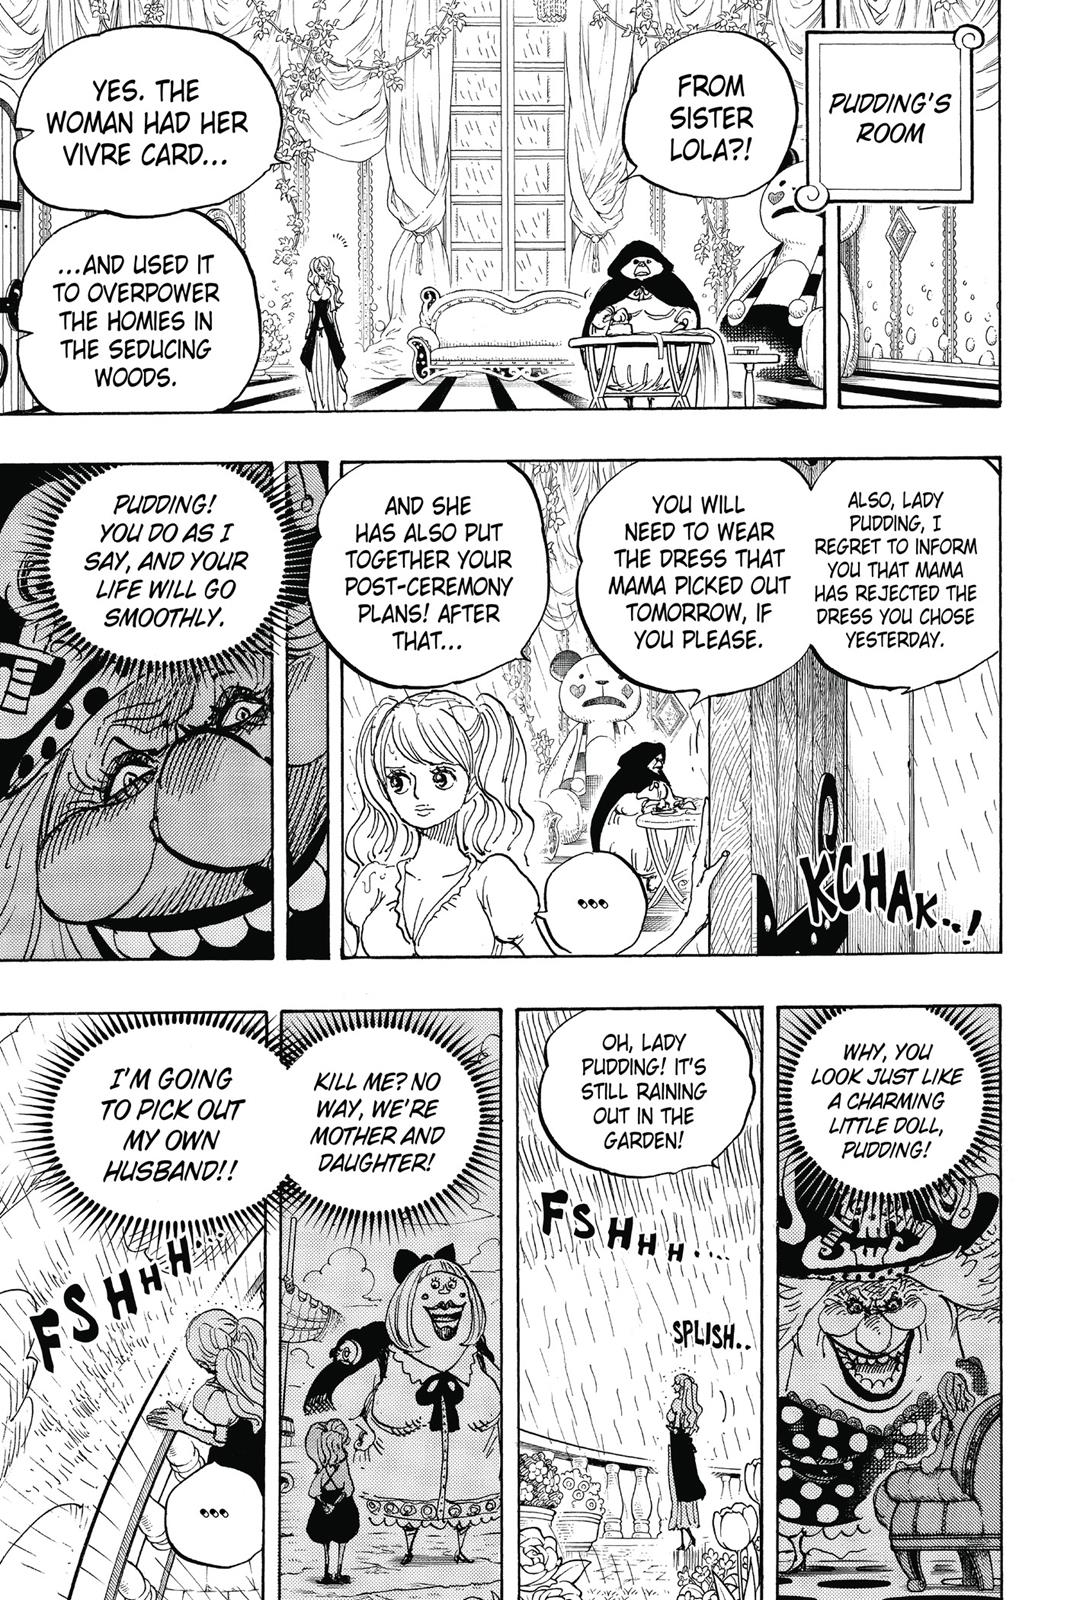 PUDDING'S
ROOM
FROM
SISTER
LOLA?!
YES. THE
WOMAN HAD HER
VIVRE CARD...
...AND USED IT
TO OVERPOWER
THE HOMIES IN
THE SEDUCING
WOODS.
ALSO, LADY
PUDDING, I
REGRET TO INFORM
YOU THAT MAMA
HAS REJECTED THE
DRESS YOU CHOSE
YESTERDAY.
KCHAK..!
YOU WILL
NEED TO WEAR
THE DRESS THAT
MAMA PICKED OUT
TOMORROW, IF
YOU PLEASE.
AND SHE
HAS ALSO PUT
TOGETHER YOUR
POST-CEREMONY
PLANS! AFTER
THAT...
...
PUDDING!
YOU DO AS I
SAY, AND YOUR
LIFE WILL GO
SMOOTHLY.
WHY, YOU
LOOK JUST LIKE
A CHARMING
LITTLE DOLL,
PUDDING!
OH, LADY
PUDDING! IT'S
STILL RAINING
OUT IN THE
GARDEN!
FSHHH....
SPLISH..
KILL ME? NO
WAY, WE'RE
MOTHER AND
DAUGHTER!
I'M GOING
TO PICK OUT
MY OWN
HUSBAND!!
FSHHH...
...